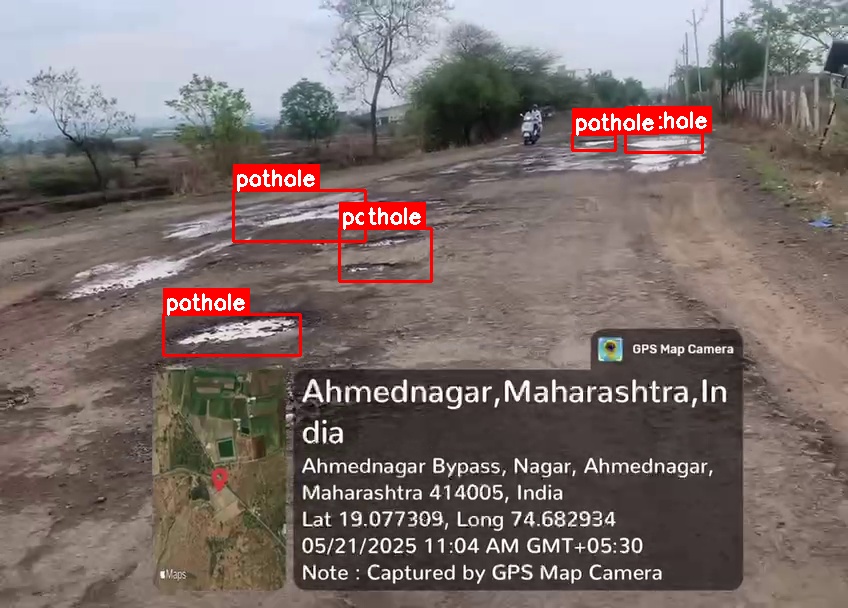 pothole
:hole
pothole
pc
thole
pothole
GPS Map Camera
Ahmednagar,Maharashtra,In
dia
Ahmednagar Bypass, Nagar, Ahmednagar,
Maharashtra 414005, India
Lat 19.077309, Long 74.682934
05/21/2025 11:04 AM GMT+05:30
Note : Captured by GPS Map Camera
Maps